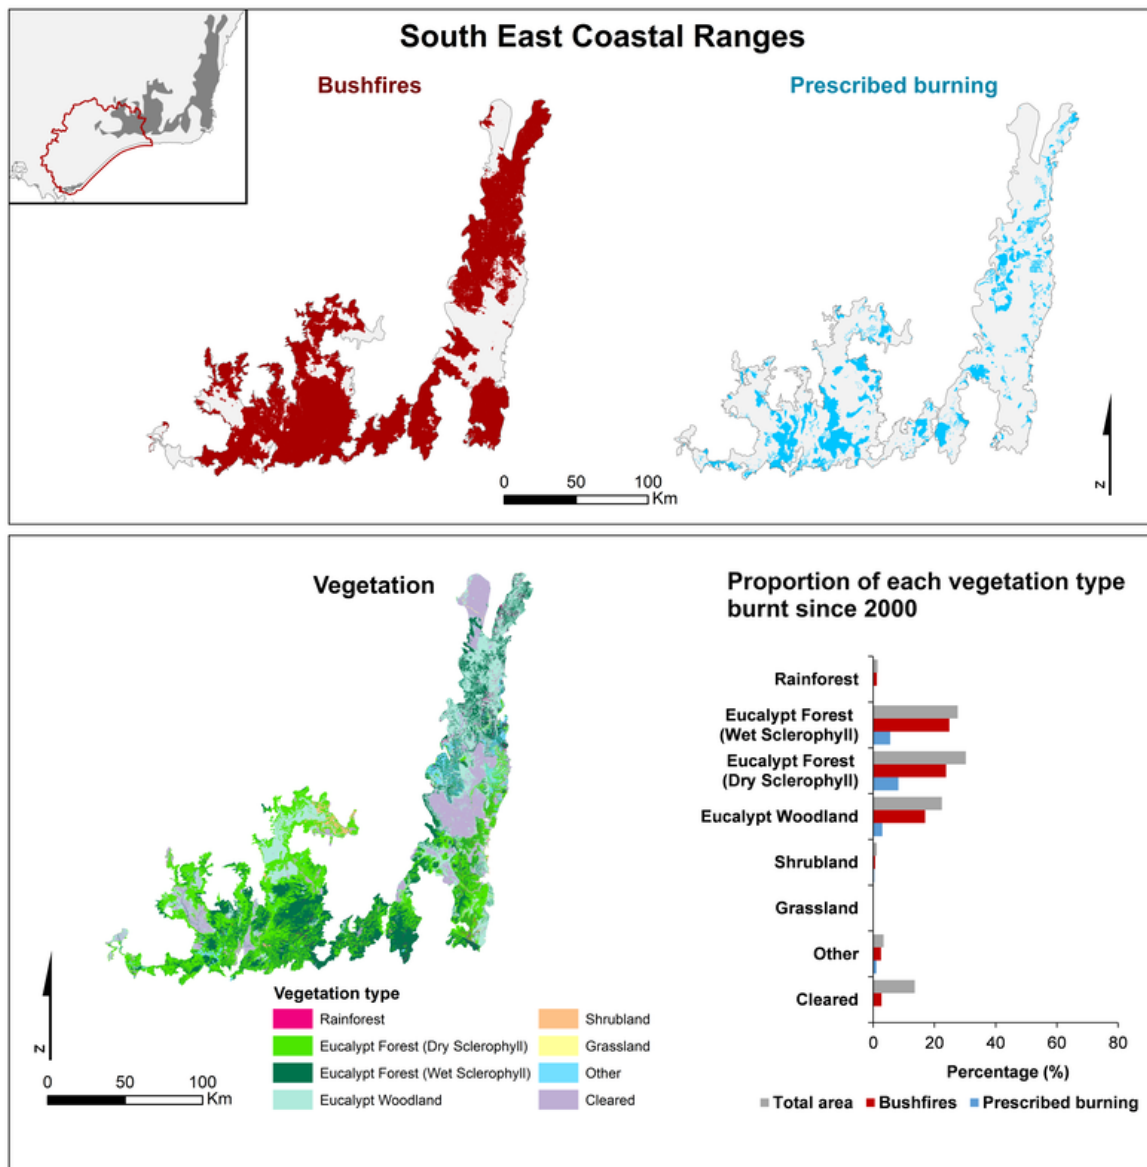 South East Coastal Ranges
Bushfires
Prescribed burning
0 50 100
Km
z
Vegetation
Proportion of each vegetation type
burnt since 2000
Rainforest
Eucalypt Forest
(Wet Sclerophyll)
Eucalypt Forest
(Dry Sclerophyll)
Eucalypt Woodland
Shrubland
Grassland
Other
Cleared
0 20 40 60 80
Percentage (%)
Total area Bushfires Prescribed burning
Vegetation type
Rainforest
Eucalypt Forest (Dry Sclerophyll)
Eucalypt Forest (Wet Sclerophyll)
Eucalypt Woodland
Shrubland
Grassland
Other
Cleared
z
0 50 100
Km